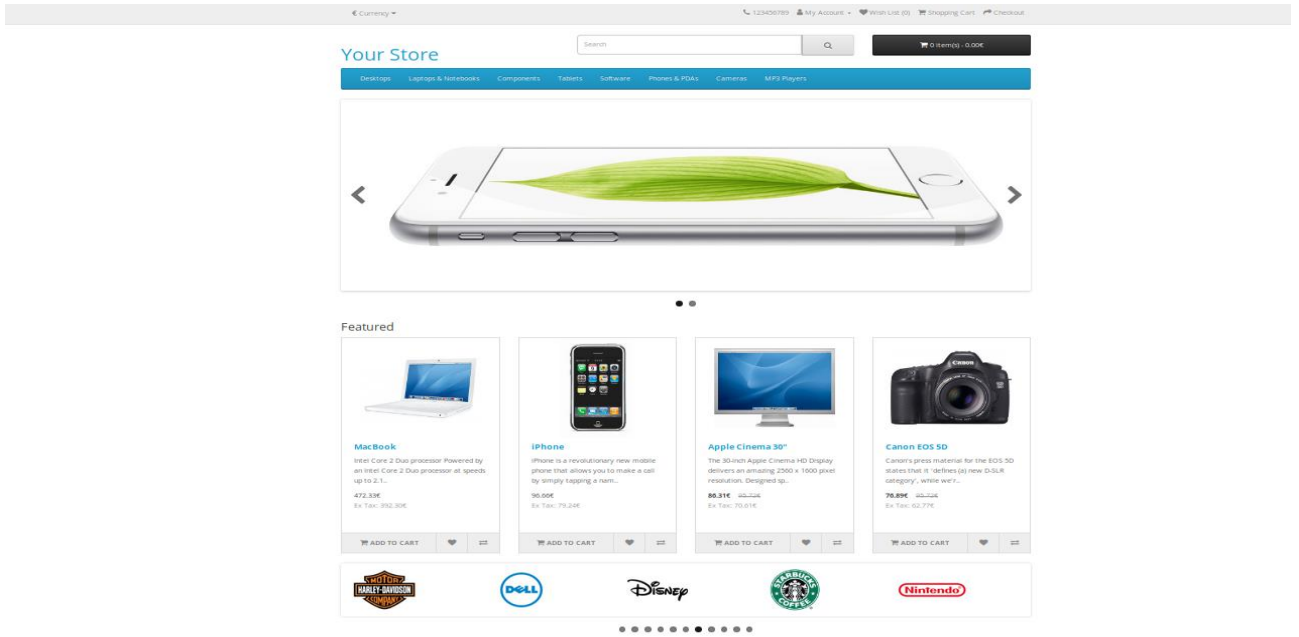 € Currency
123456789 My Account Wish List (0) Shopping Cart Checkout
Your Store
Search
0 item(s) - 0.00€
Desktops Laptops & Notebooks Components Tablets Software Phones & PDAs Cameras MP3 Players
Featured
MacBook
Intel Core 2 Duo processor Powered by
an Intel Core 2 Duo processor at speeds
up to 2.1..
472.33€
Ex Tax: 392.30€
ADD TO CART
iPhone
iPhone is a revolutionary new mobile
phone that allows you to make a call
by simply tapping a nam..
96.66€
Ex Tax: 79.24€
ADD TO CART
Apple Cinema 30"
The 30-inch Apple Cinema HD Display
delivers an amazing 2560 x 1600 pixel
resolution. Designed sp..
86.31€
Ex Tax: 70.61€
ADD TO CART
Canon
Canon EOS 5D
Canon's press material for the EOS 5D
states that it 'defines (a) new D-SLR
category', while we'r..
76.89€
Ex Tax: 62.77€
ADD TO CART
MOTOR
HARLEY-DAVIDSON
COMPANY
DELL
Disney
STARBUCKS
COFFEE
Nintendo